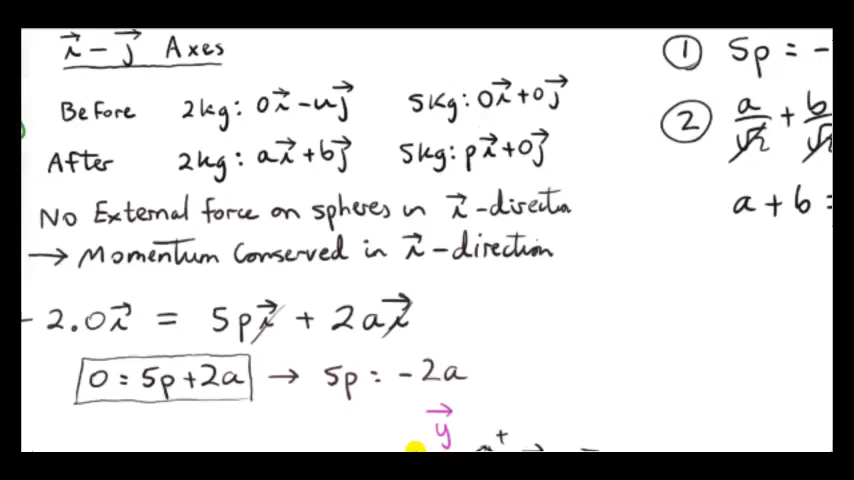 i⃗ - j⃗ Axes
Before 2kg: 0i⃗ - uj⃗ 5kg: 0i⃗ + 0j⃗
After 2kg: ai⃗ + bj⃗ 5kg: pi⃗ + 0j⃗
No External force on spheres in i⃗ -directio
→ Momentum Conserved in i⃗ - direction
- 2.0i⃗ = 5pi⃗ + 2ai⃗
0 = 5p+2a → 5p = -2a
y⃗
① 5p = -
② a/√2 + b/√2
a + b =